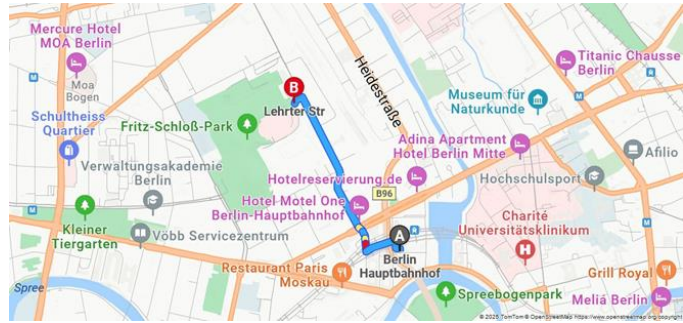 Mercure Hotel
MOA Berlin
Moa
Bogen
Schultheiss
Quartier
Verwaltungsakademie
Berlin
Kleiner
Tiergarten
Vöbb Servicezentrum
Spree
Fritz-Schloß-Park
B
Lehrter Str
Heidestraße
Titanic Chausse
Berlin
Museum für
Naturkunde
Adina Apartment
Hotel Berlin Mitte
Afilio
Hotelreservierung.de
Hochschulsport
B96
Hotel Motel One
Berlin-Hauptbahnhof
A
Berlin
Hauptbahnhof
Charité
Universitätsklinikum
H
Restaurant Paris
Moskau
Spreebogenpark
Grill Royal
Meliá Berlin
© 2025 TomTom © OpenStreetMap https://www.openstreetmap.org/copyright